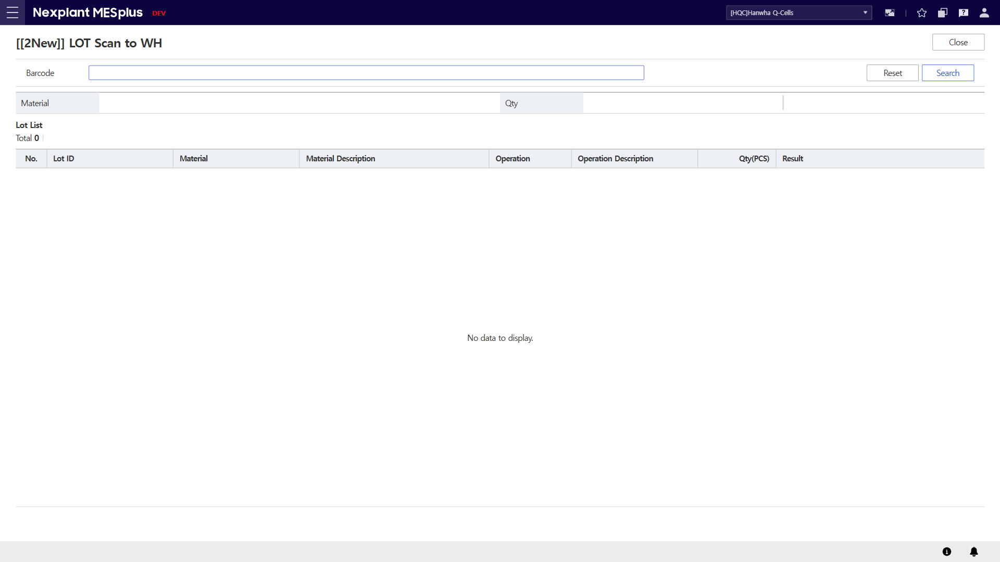 Nexplant MESplus DEV [HQC]Hanwha Q-Cells
[[2New]] LOT Scan to WH Close
Barcode Reset Search
Material Qty
Lot List
Total 0
No. Lot ID Material Material Description Operation Operation Description Qty(PCS) Result
No data to display.